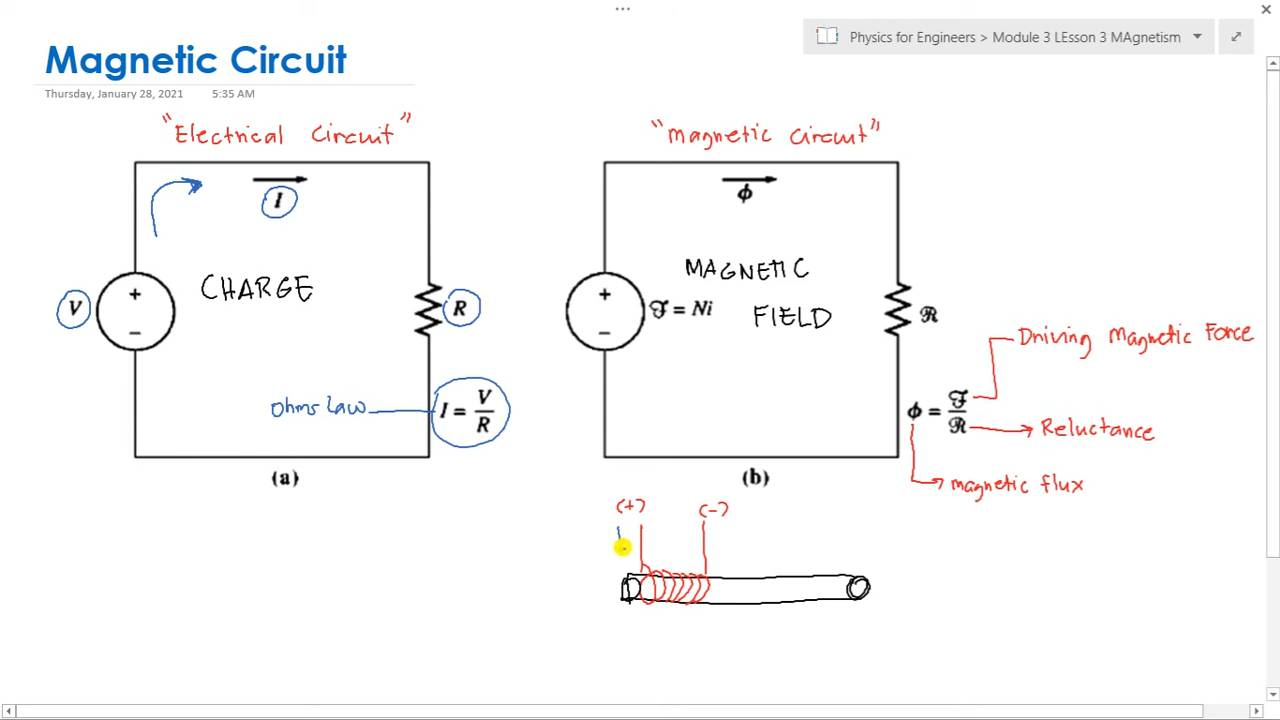 Physics for Engineers > Module 3 LEsson 3 MAgnetism
Magnetic Circuit
Thursday, January 28, 2021 5:35 AM
"Electrical Circuit"
I
CHARGE
V
+
−
R
Ohms Law
I = V/R
(a)
"Magnetic Circuit"
ϕ
MAGNETIC
FIELD
+
−
ℱ = Ni
ℛ
Driving Magnetic Force
ϕ = ℱ/ℛ
Reluctance
magnetic flux
(b)
(+) (−)